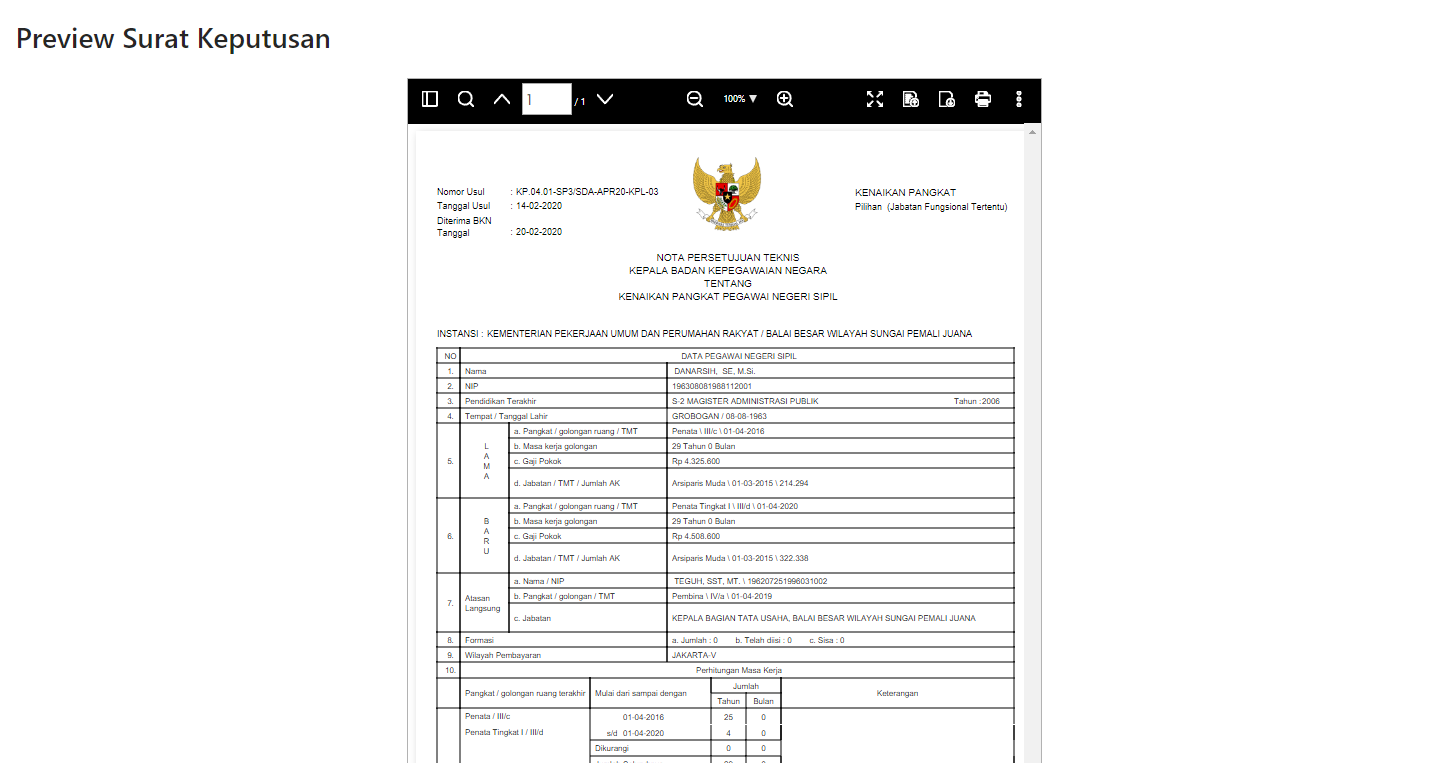 Preview Surat Keputusan
1 / 1 100%
Nomor Usul : KP.04.01-SP3/SDA-APR20-KPL-03
Tanggal Usul : 14-02-2020
Diterima BKN
Tanggal : 20-02-2020
KENAIKAN PANGKAT
Pilihan (Jabatan Fungsional Tertentu)
NOTA PERSETUJUAN TEKNIS
KEPALA BADAN KEPEGAWAIAN NEGARA
TENTANG
KENAIKAN PANGKAT PEGAWAI NEGERI SIPIL
INSTANSI : KEMENTERIAN PEKERJAAN UMUM DAN PERUMAHAN RAKYAT / BALAI BESAR WILAYAH SUNGAI PEMALI JUANA
NO DATA PEGAWAI NEGERI SIPIL
1. Nama DANARSIH, SE, M.Si.
2. NIP 196308081988112001
3. Pendidikan Terakhir S-2 MAGISTER ADMINISTRASI PUBLIK Tahun :2006
4. Tempat / Tanggal Lahir GROBOGAN / 08-08-1963
5. LAMA
a. Pangkat / golongan ruang / TMT Penata \ III/c \ 01-04-2016
b. Masa kerja golongan 29 Tahun 0 Bulan
c. Gaji Pokok Rp 4.325.600
d. Jabatan / TMT / Jumlah AK Arsiparis Muda \ 01-03-2015 \ 214.294
6. BARU
a. Pangkat / golongan ruang / TMT Penata Tingkat I \ III/d \ 01-04-2020
b. Masa kerja golongan 29 Tahun 0 Bulan
c. Gaji Pokok Rp 4.508.600
d. Jabatan / TMT / Jumlah AK Arsiparis Muda \ 01-03-2015 \ 322.338
7. Atasan Langsung
a. Nama / NIP TEGUH, SST, MT. \ 196207251996031002
b. Pangkat / golongan / TMT Pembina \ IV/a \ 01-04-2019
c. Jabatan KEPALA BAGIAN TATA USAHA, BALAI BESAR WILAYAH SUNGAI PEMALI JUANA
8. Formasi a. Jumlah : 0 b. Telah diisi : 0 c. Sisa : 0
9. Wilayah Pembayaran JAKARTA-V
10. Perhitungan Masa Kerja
Pangkat / golongan ruang terakhir Mulai dari sampai dengan Jumlah Keterangan
Tahun Bulan
Penata / III/c 01-04-2016 25 0
Penata Tingkat I / III/d s/d 01-04-2020 4 0
Dikurangi 0 0